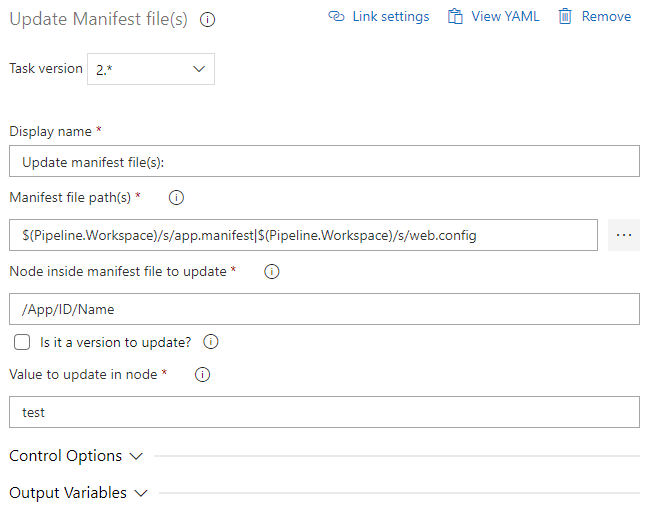 Update Manifest file(s)
Link settings
View YAML
Remove
Task version
2.*
Display name *
Update manifest file(s):
Manifest file path(s) *
$(Pipeline.Workspace)/s/app.manifest|$(Pipeline.Workspace)/s/web.config
...
Node inside manifest file to update *
/App/ID/Name
Is it a version to update?
Value to update in node *
test
Control Options
Output Variables